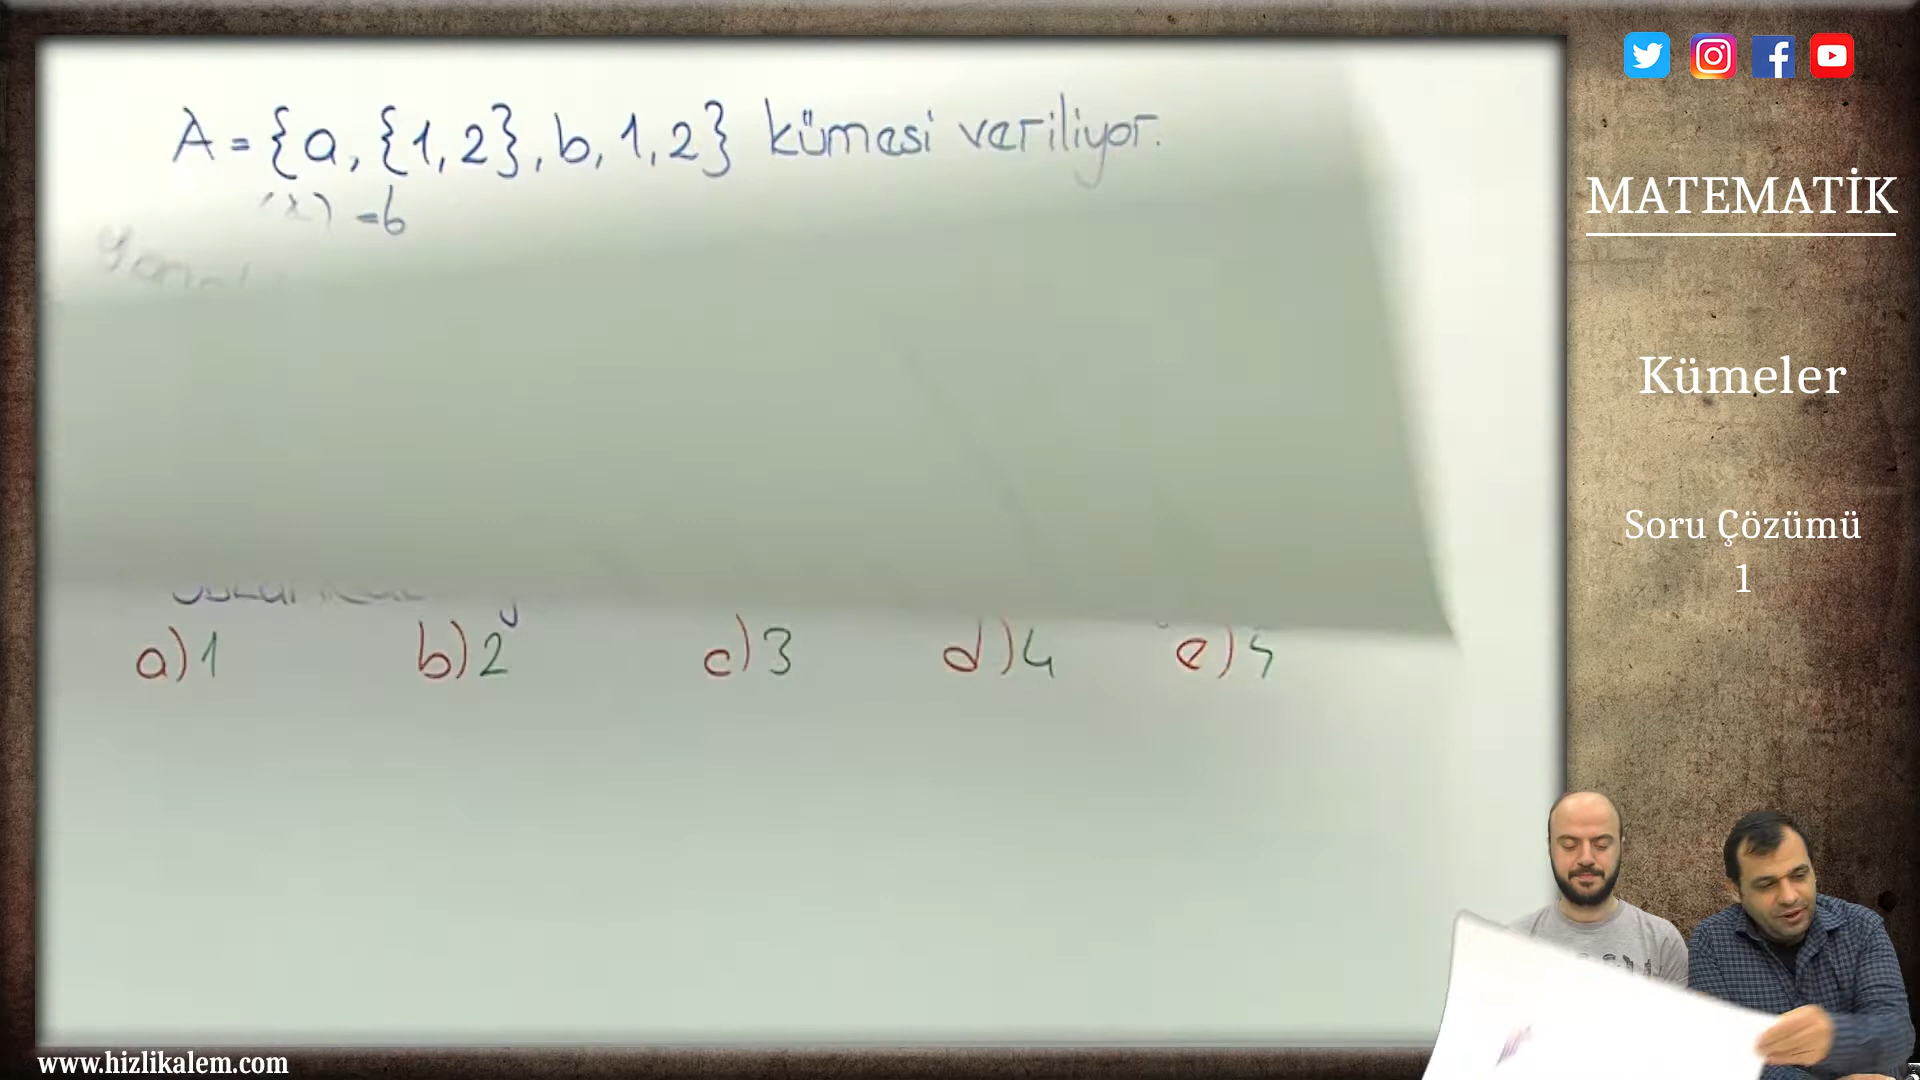 A = {a, {1,2}, b, 1, 2} kümesi veriliyor.
=b
a) 1 b) 2 c) 3 d) 4 e) 5
MATEMATİK
Kümeler
Soru Çözümü
1
www.hizlikalem.com